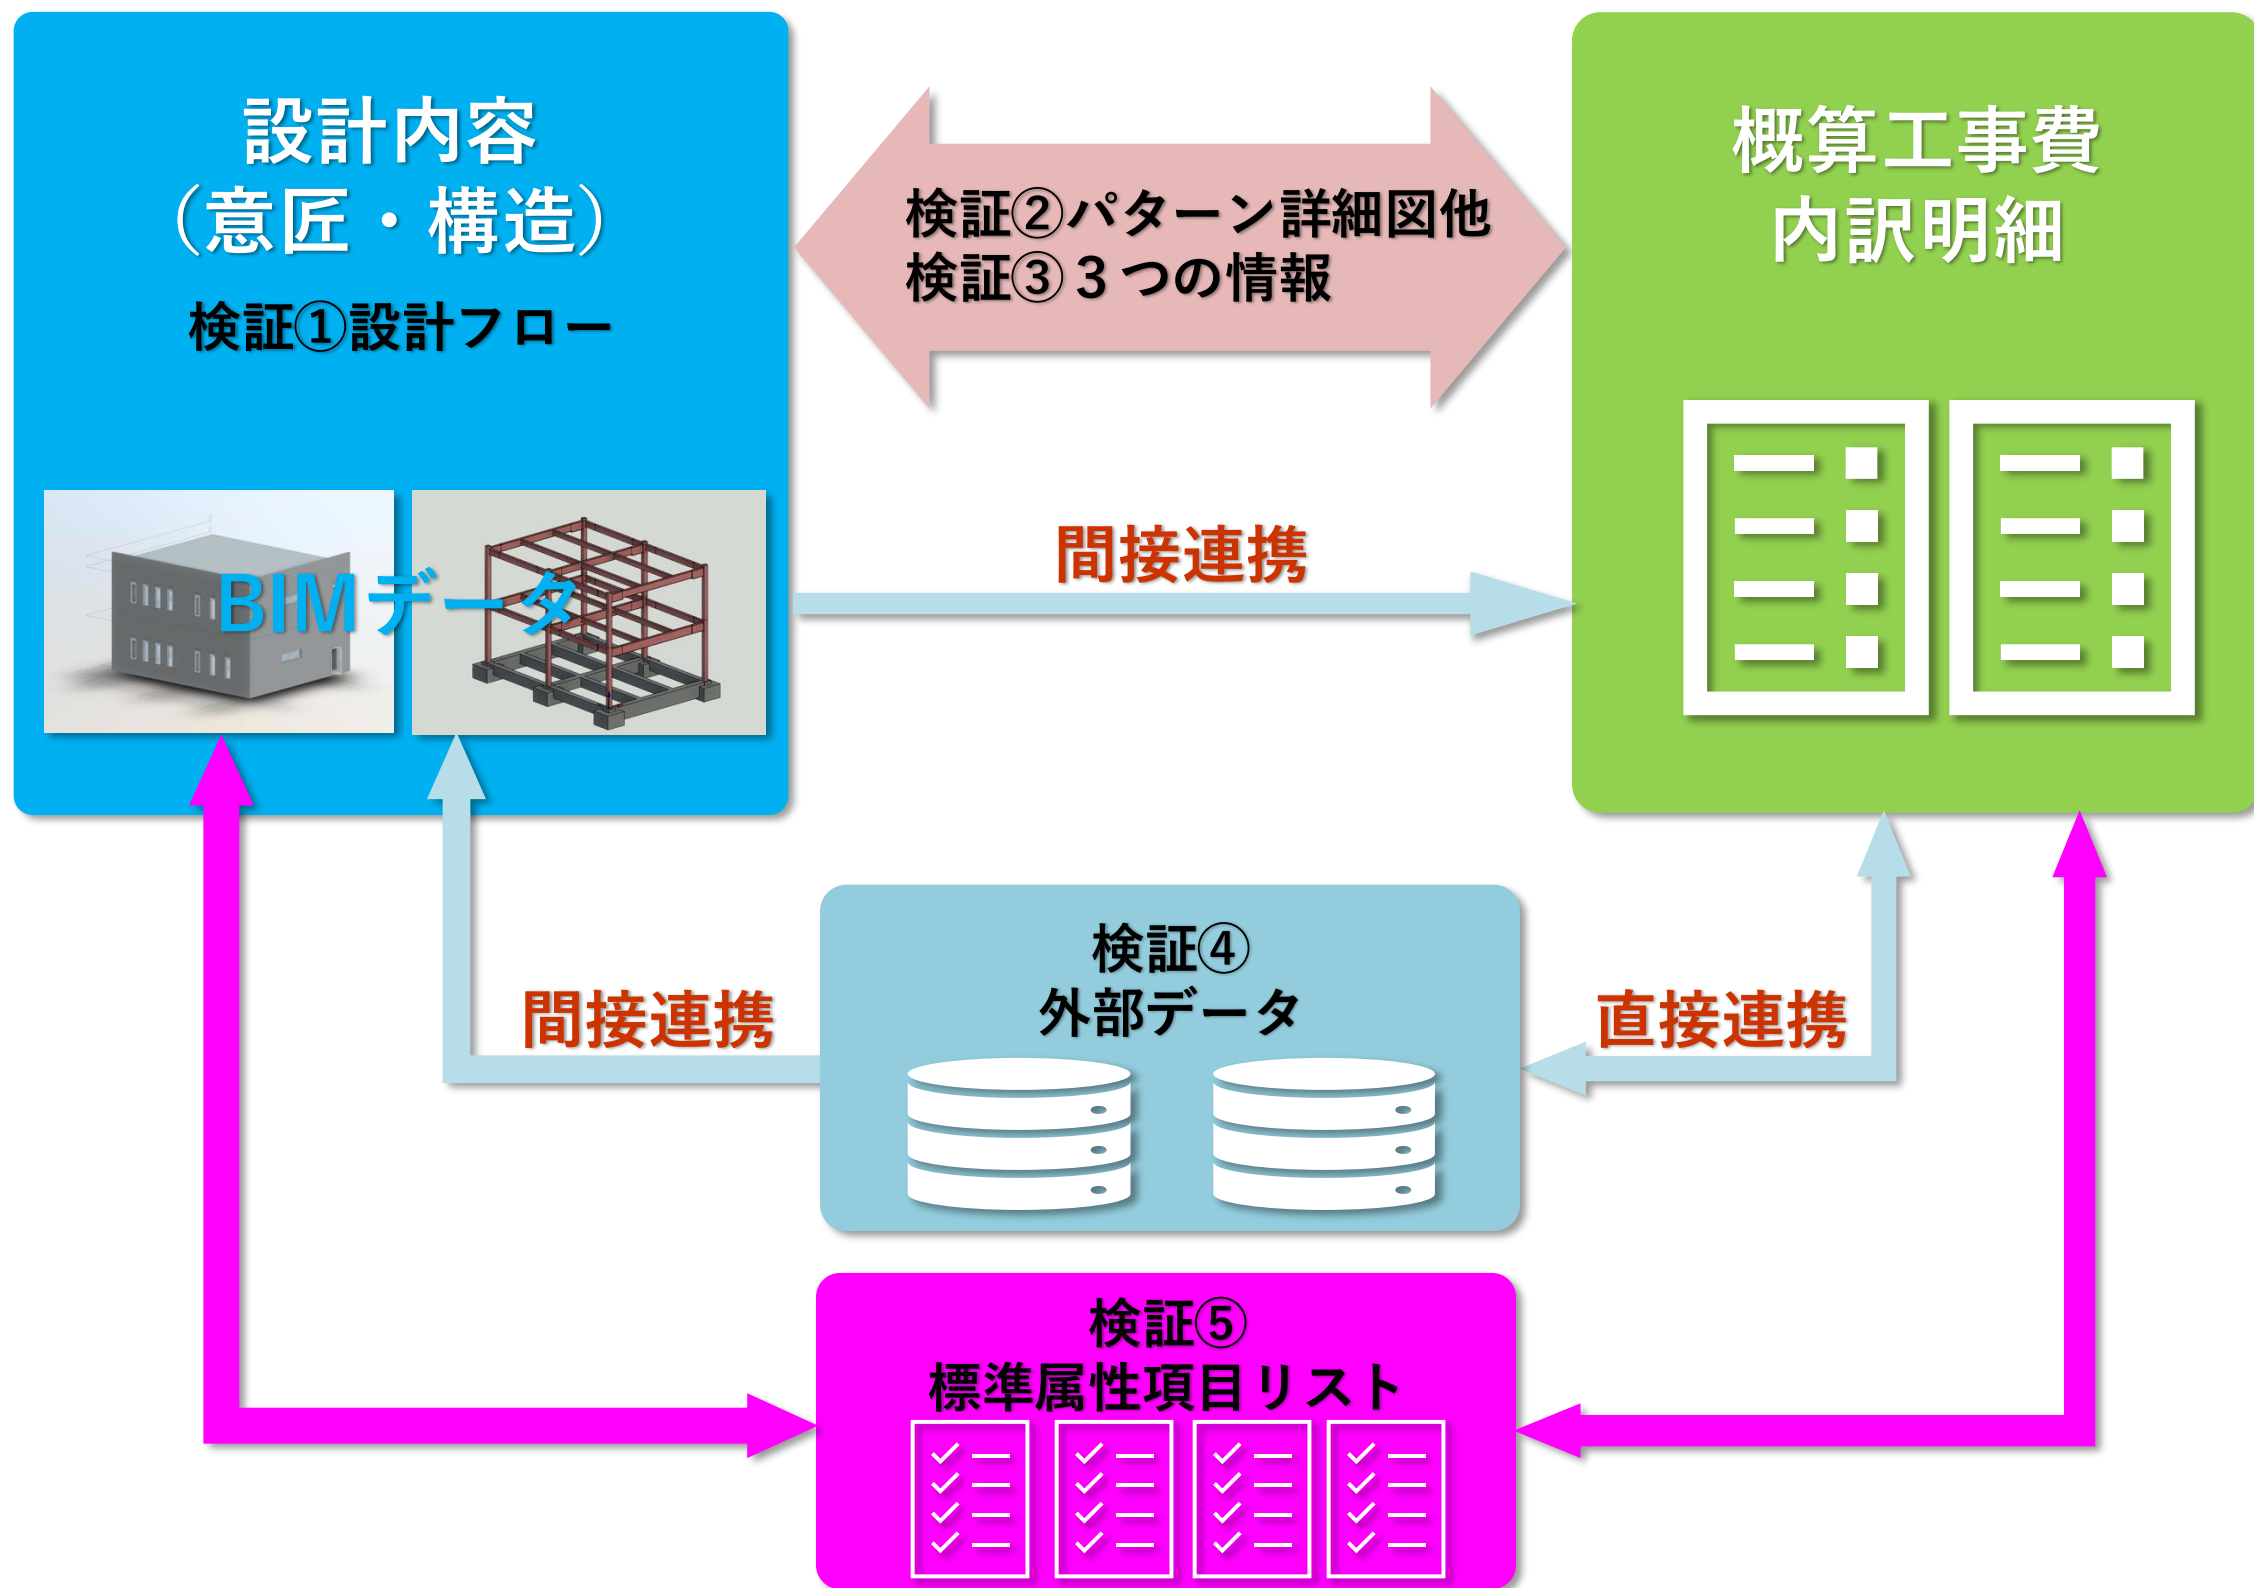 設計内容
（意匠・構造）
検証①設計フロー
BIMデータ
検証②パターン詳細図他
検証③３つの情報
概算工事費
内訳明細
間接連携
間接連携
検証④
外部データ
直接連携
検証⑤
標準属性項目リスト